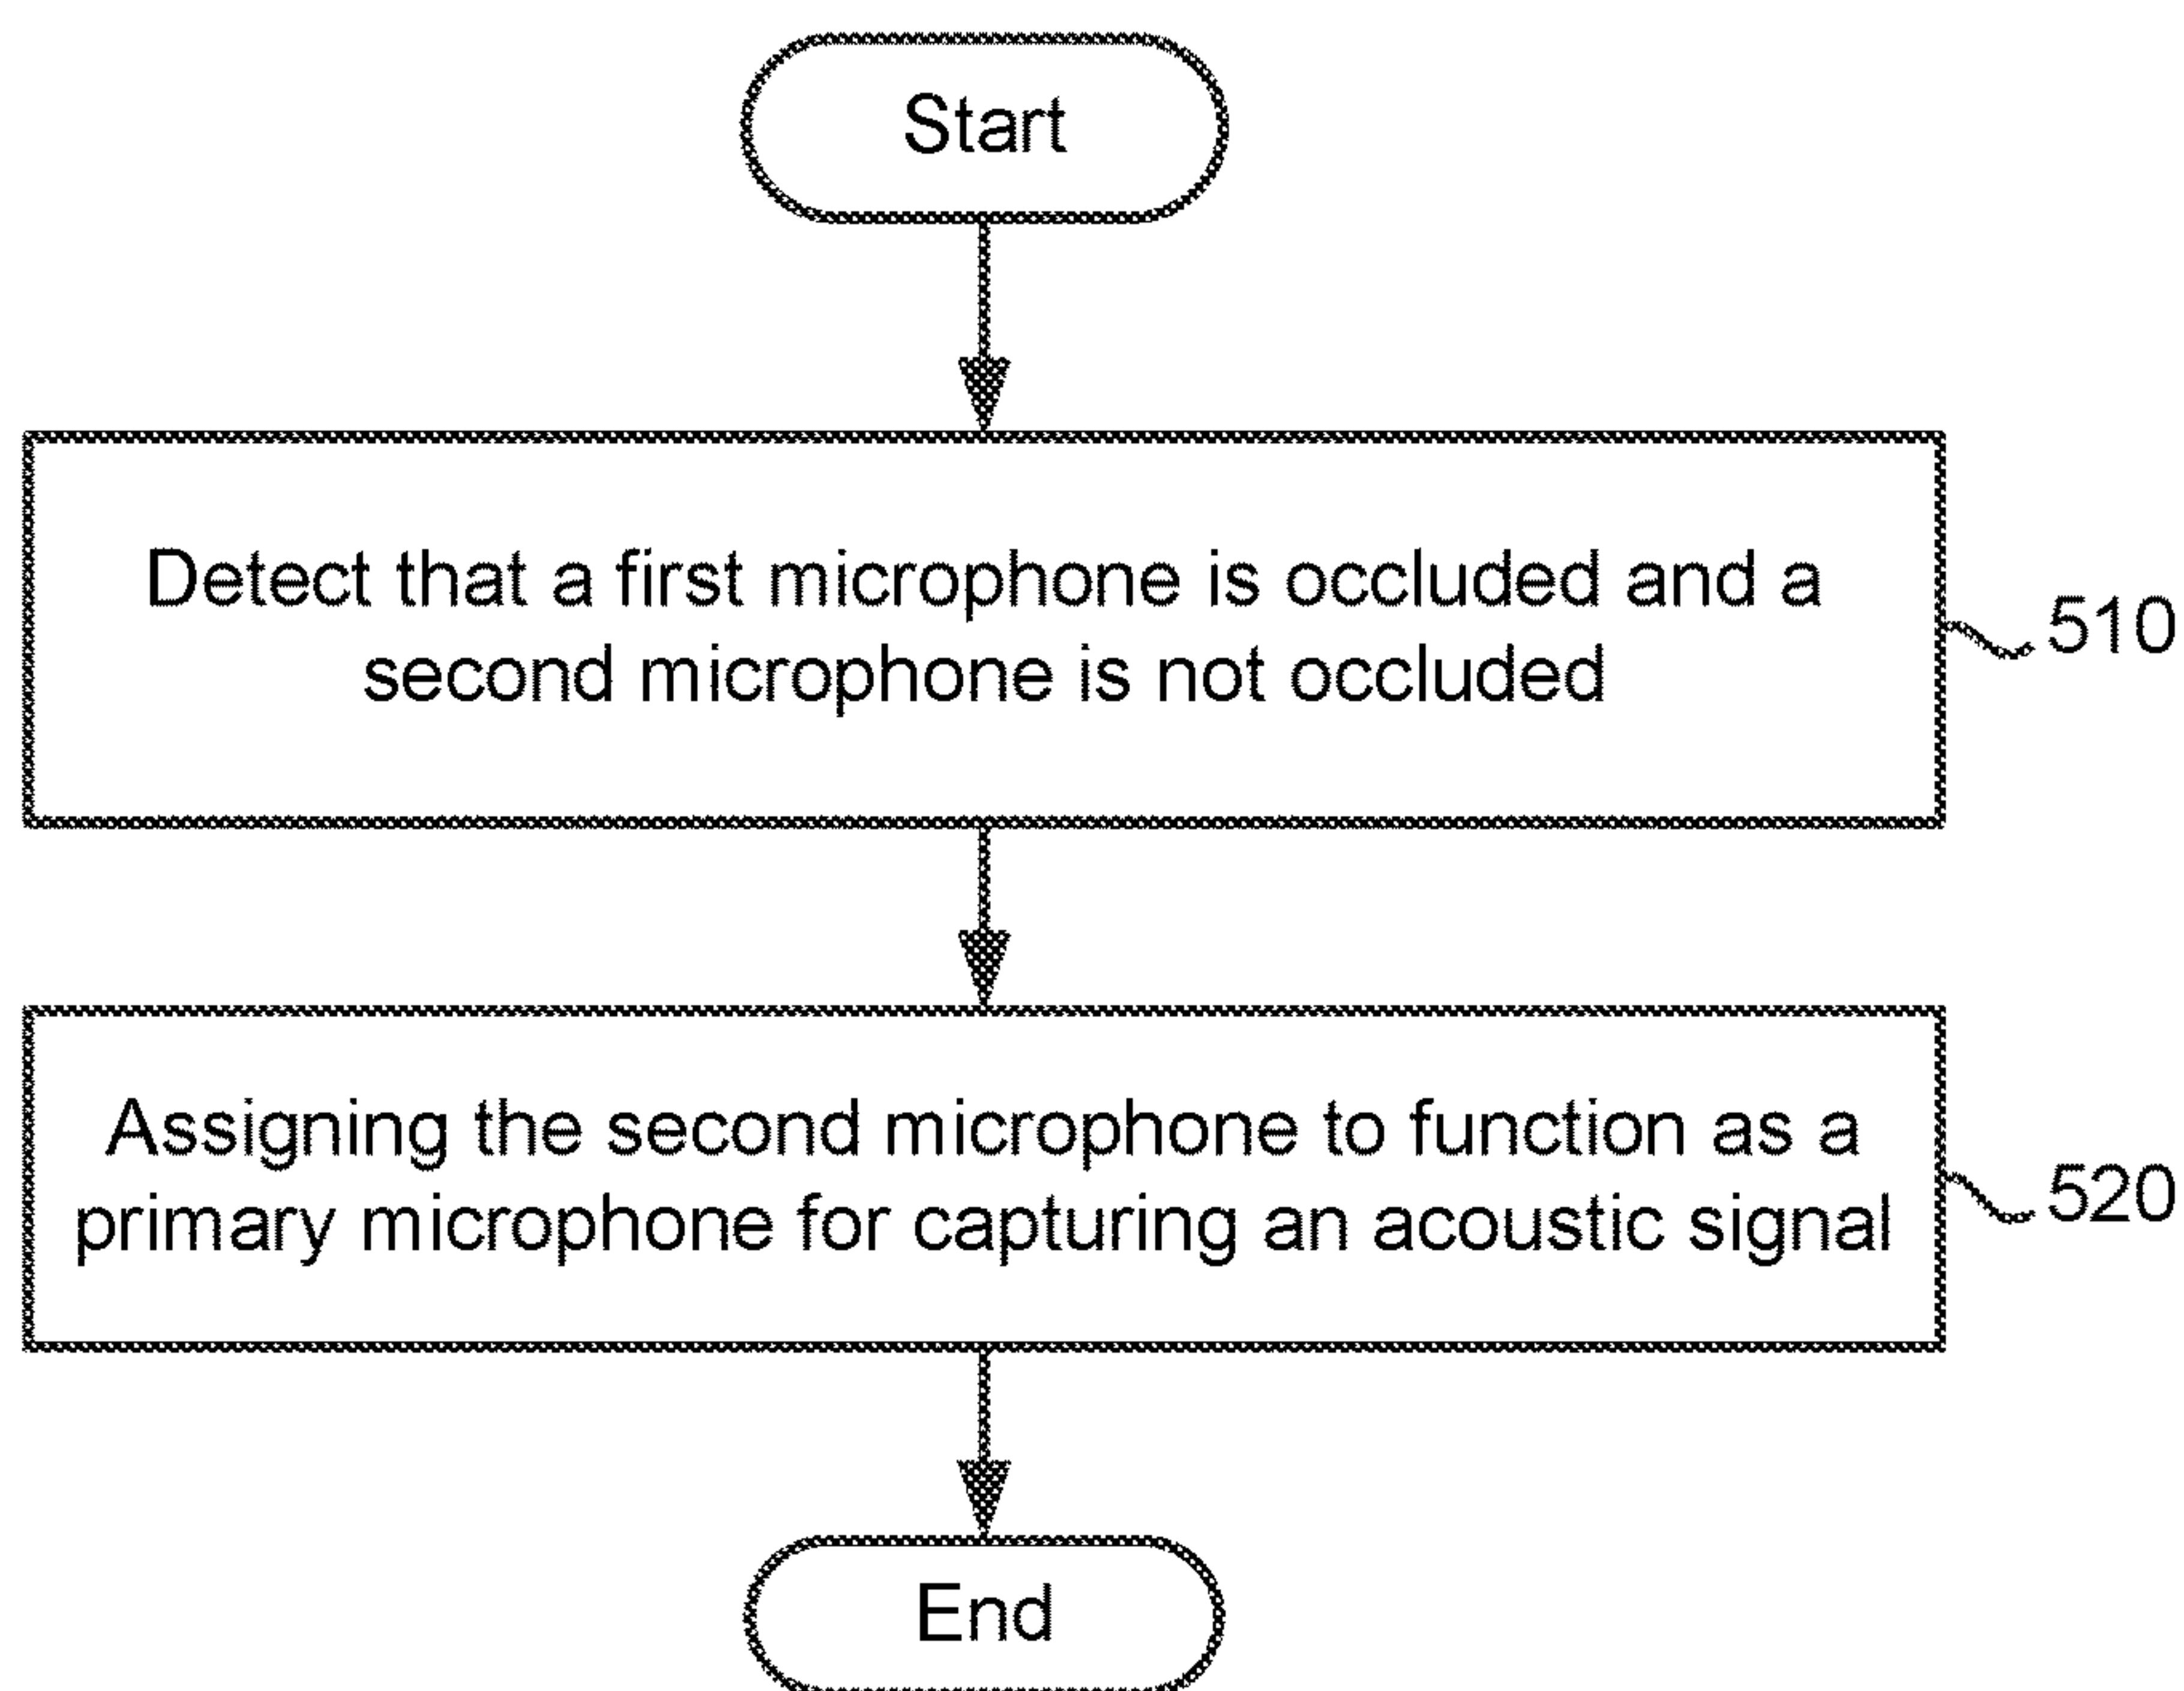 Start
Detect that a first microphone is occluded and a
second microphone is not occluded
510
Assigning the second microphone to function as a
primary microphone for capturing an acoustic signal
520
End